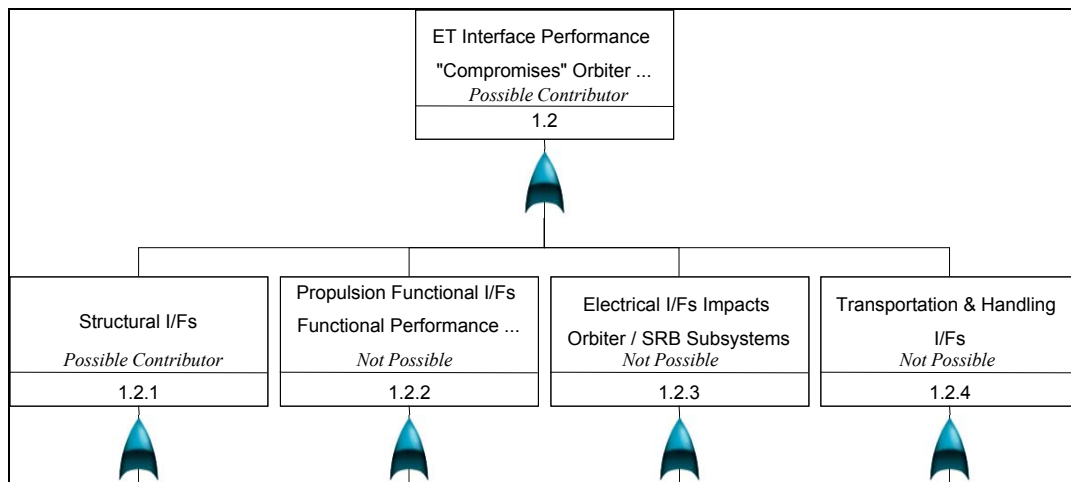 ET Interface Performance
"Compromises" Orbiter ...
Possible Contributor
1.2
Structural I/Fs
Possible Contributor
1.2.1
Propulsion Functional I/Fs
Functional Performance ...
Not Possible
1.2.2
Electrical I/Fs Impacts
Orbiter / SRB Subsystems
Not Possible
1.2.3
Transportation & Handling
I/Fs
Not Possible
1.2.4